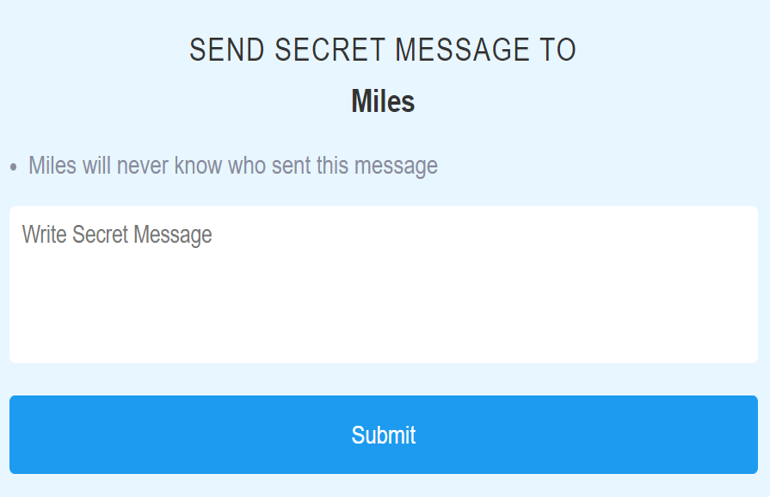 SEND SECRET MESSAGE TO
Miles
• Miles will never know who sent this message
Write Secret Message
Submit